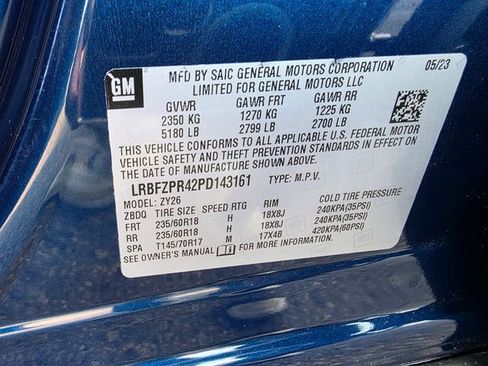 GM
MFD BY SAIC GENERAL MOTORS CORPORATION 05/23
LIMITED FOR GENERAL MOTORS LLC
GVWR GAWR FRT GAWR RR
2350 KG 1270 KG 1225 KG
5180 LB 2799 LB 2700 LB
THIS VEHICLE CONFORMS TO ALL APPLICABLE U.S. FEDERAL MOTOR
VEHICLE SAFETY AND THEFT PREVENTION STANDARDS IN EFFECT ON
THE DATE OF MANUFACTURE SHOWN ABOVE.
LRBFZPR42PD143161 TYPE: M.P.V.
MODEL: ZY26
ZBDQ TIRE SIZE SPEED RTG RIM COLD TIRE PRESSURE
FRT 235/60R18 H 18X8J 240KPA(35PSI)
RR 235/60R18 H 18X8J 240KPA(35PSI)
SPA T145/70R17 M 17X4B 420KPA(60PSI)
SEE OWNER'S MANUAL FOR MORE INFORMATION.